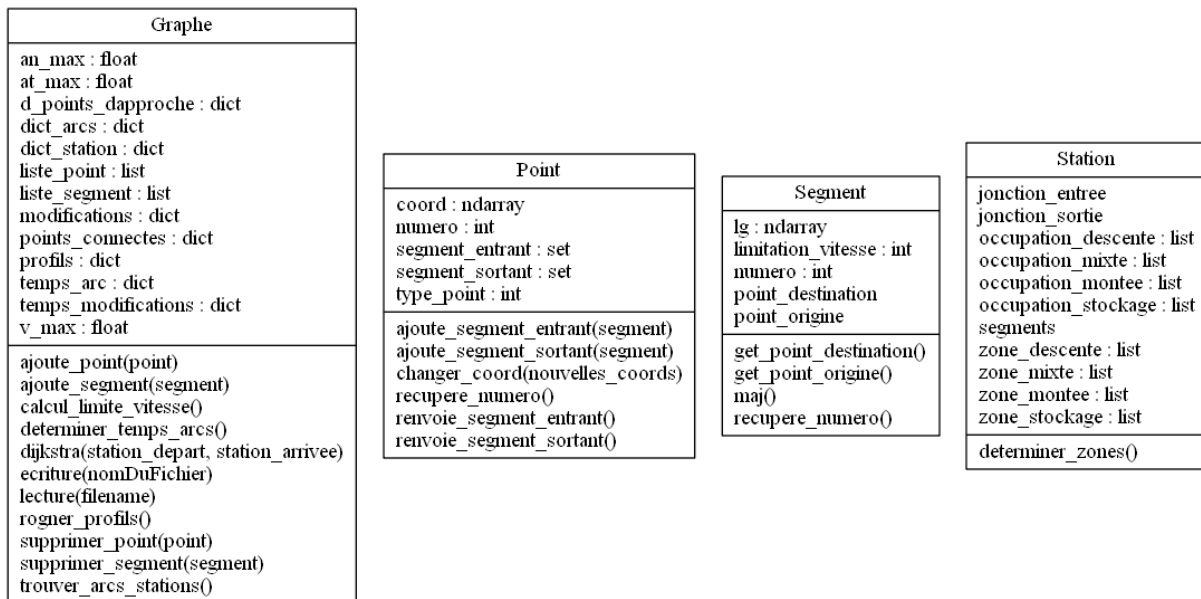 Graphe
an_max : float
at_max : float
d_points_dapproche : dict
dict_arcs : dict
dict_station : dict
liste_point : list
liste_segment : list
modifications : dict
points_connectes : dict
profils : dict
temps_arc : dict
temps_modifications : dict
v_max : float
ajoute_point(point)
ajoute_segment(segment)
calcul_limite_vitesse()
determiner_temps_arcs()
dijkstra(station_depart, station_arrivee)
ecriture(nomDuFichier)
lecture(filename)
rogner_profils()
supprimer_point(point)
supprimer_segment(segment)
trouver_arcs_stations()
Point
coord : ndarray
numero : int
segment_entrant : set
segment_sortant : set
type_point : int
ajoute_segment_entrant(segment)
ajoute_segment_sortant(segment)
changer_coord(nouvelles_coords)
recupere_numero()
renvoie_segment_entrant()
renvoie_segment_sortant()
Segment
lg : ndarray
limitation_vitesse : int
numero : int
point_destination
point_origine
get_point_destination()
get_point_origine()
maj()
recupere_numero()
Station
jonction_entree
jonction_sortie
occupation_descente : list
occupation_mixte : list
occupation_montee : list
occupation_stockage : list
segments
zone_descente : list
zone_mixte : list
zone_montee : list
zone_stockage : list
determiner_zones()